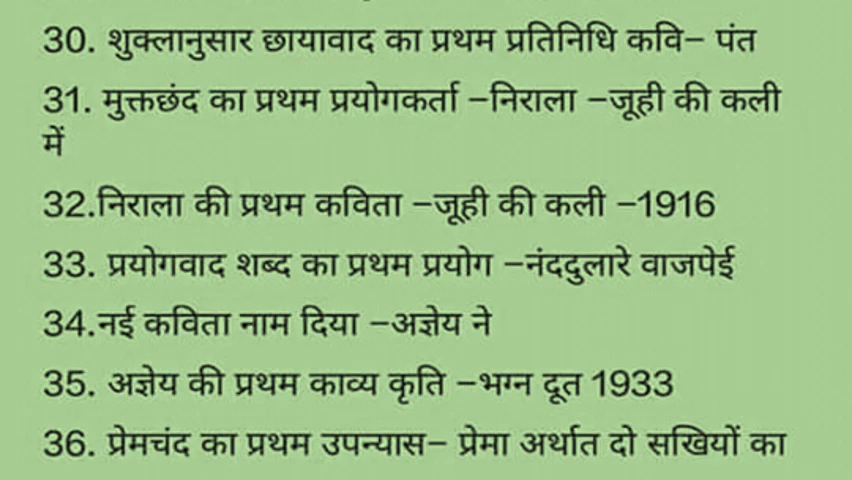 30. शुक्लानुसार छायावाद का प्रथम प्रतिनिधि कवि– पंत
31. मुक्तछंद का प्रथम प्रयोगकर्ता –निराला –जूही की कली
में
32.निराला की प्रथम कविता –जूही की कली –1916
33. प्रयोगवाद शब्द का प्रथम प्रयोग –नंददुलारे वाजपेई
34.नई कविता नाम दिया –अज्ञेय ने
35. अज्ञेय की प्रथम काव्य कृति –भग्न दूत 1933
36. प्रेमचंद का प्रथम उपन्यास– प्रेमा अर्थात दो सखियों का